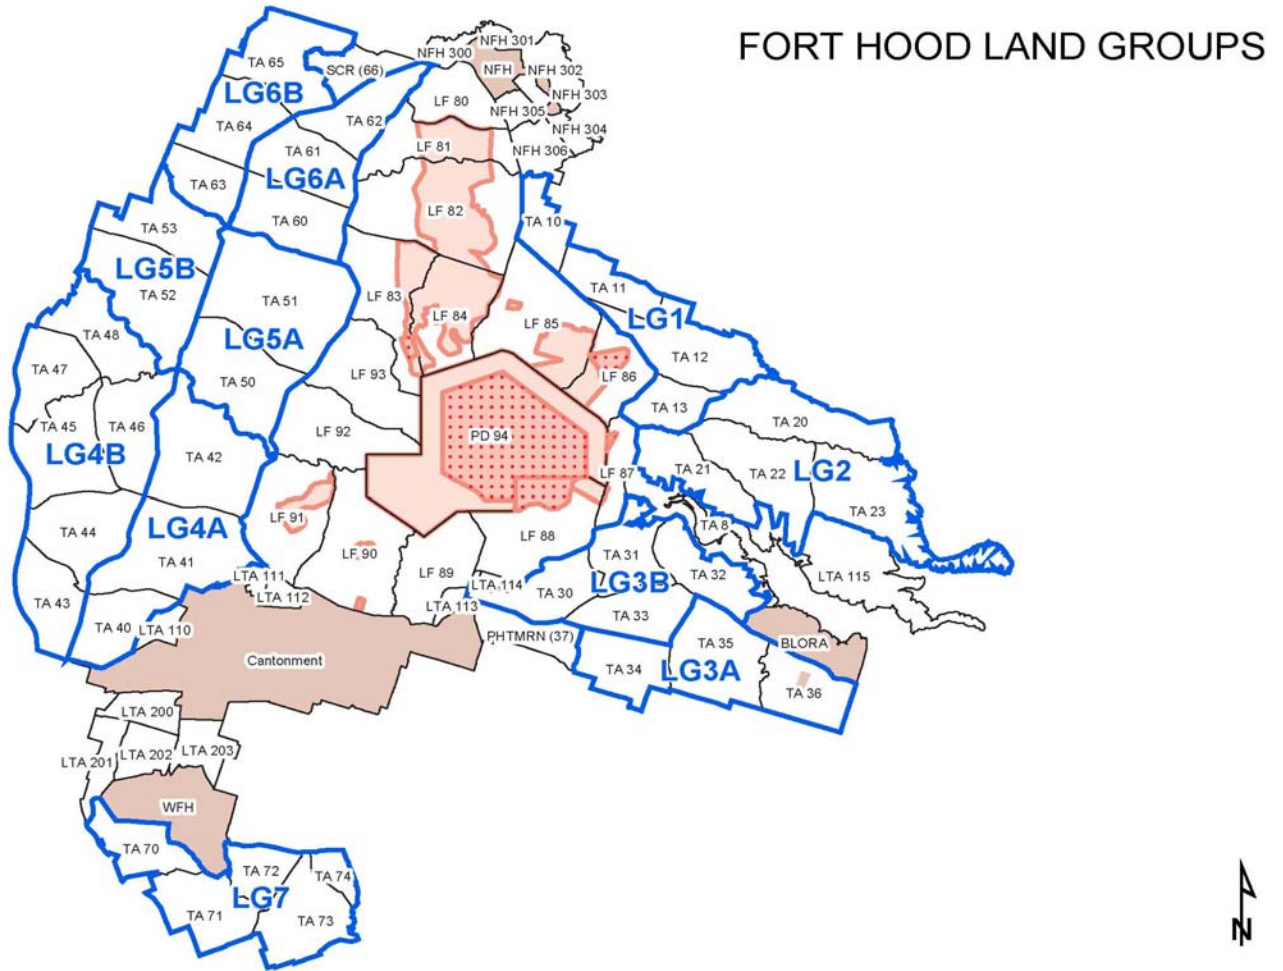 FORT HOOD LAND GROUPS
NFH 301
NFH 300
TA 65
SCR (66)
NFH
NFH 302
LG6B
NFH 303
LF 80
NFH 305
TA 64
TA 62
NFH 304
LF 81
TA 61
NFH 306
LG6A
TA 63
LF 82
TA 60
TA 10
TA 53
LG5B
TA 52
TA 51
LF 83
TA 11
LF 84
LF 85
LG1
TA 48
LG5A
TA 12
TA 47
LF 93
LF 86
TA 50
TA 13
TA 45
TA 46
LF 92
PD 94
TA 20
LG4B
TA 42
LF 87
TA 21
TA 22
LG2
LF 91
TA 23
TA 44
LG4A
TA 8
LF 88
LF 90
TA 31
TA 41
LTA 111
LF 89
LTA 114
LG3B
TA 32
LTA 115
LTA 112
TA 30
TA 43
LTA 113
TA 33
TA 40
LTA 110
PHTMRN (37)
TA 35
BLORA
Cantonment
TA 34
LG3A
TA 36
LTA 200
LTA 201
LTA 202
LTA 203
WFH
TA 70
TA 72
TA 74
LG7
TA 71
TA 73
N